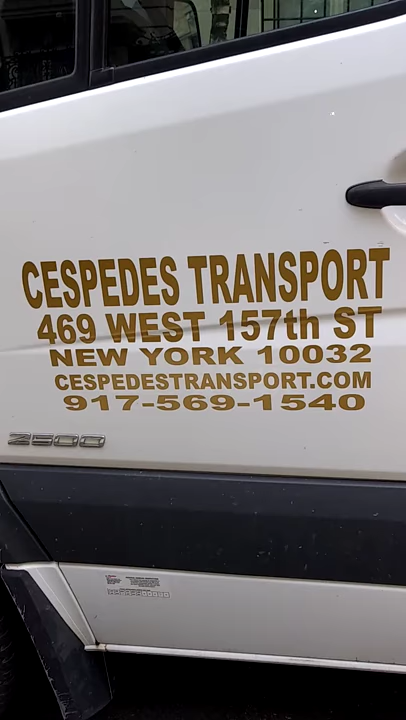 CESPEDES TRANSPORT
469 WEST 157th ST
NEW YORK 10032
CESPEDESTRANSPORT.COM
917-569-1540
2500